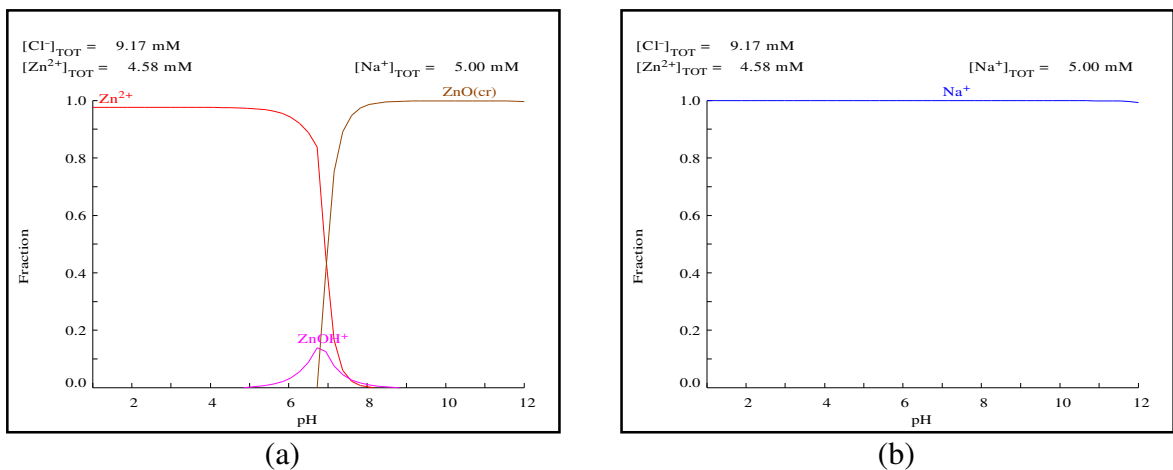 [Cl⁻]TOT = 9.17 mM
[Zn²⁺]TOT = 4.58 mM [Na⁺]TOT = 5.00 mM
Zn²⁺ ZnO(cr)
1.0
0.8
0.6
0.4
0.2
0.0
Fraction
ZnOH⁺
2 4 6 8 10 12
pH
(a)
[Cl⁻]TOT = 9.17 mM
[Zn²⁺]TOT = 4.58 mM [Na⁺]TOT = 5.00 mM
Na⁺
1.0
0.8
0.6
0.4
0.2
0.0
Fraction
2 4 6 8 10 12
pH
(b)